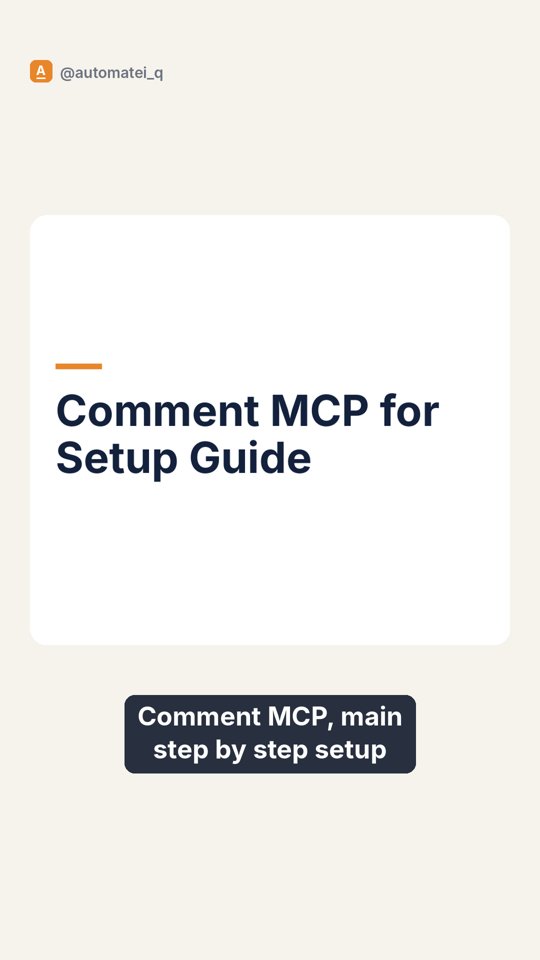 A
@automatei_q
Comment MCP for
Setup Guide
Comment MCP, main
step by step setup